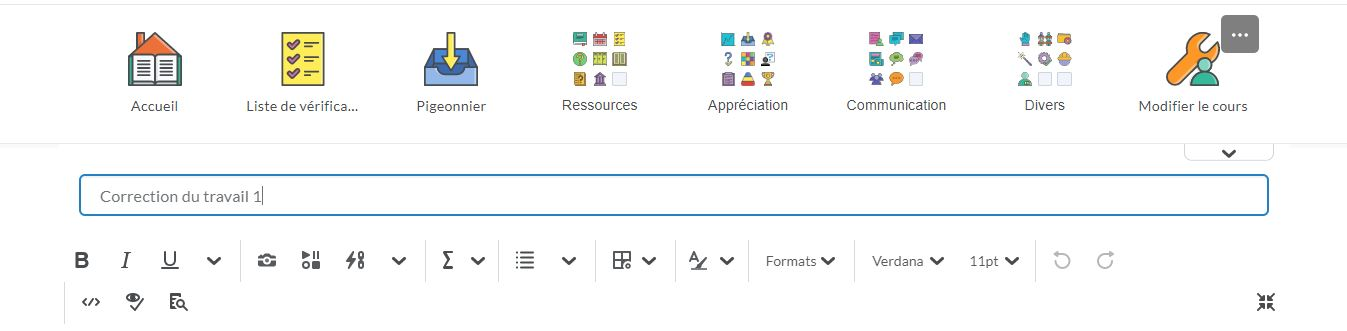 Accueil
Liste de vérifica...
Pigeonnier
Ressources
Appréciation
Communication
Divers
Modifier le cours
Correction du travail 1
B I U
Σ
Formats
Verdana
11pt